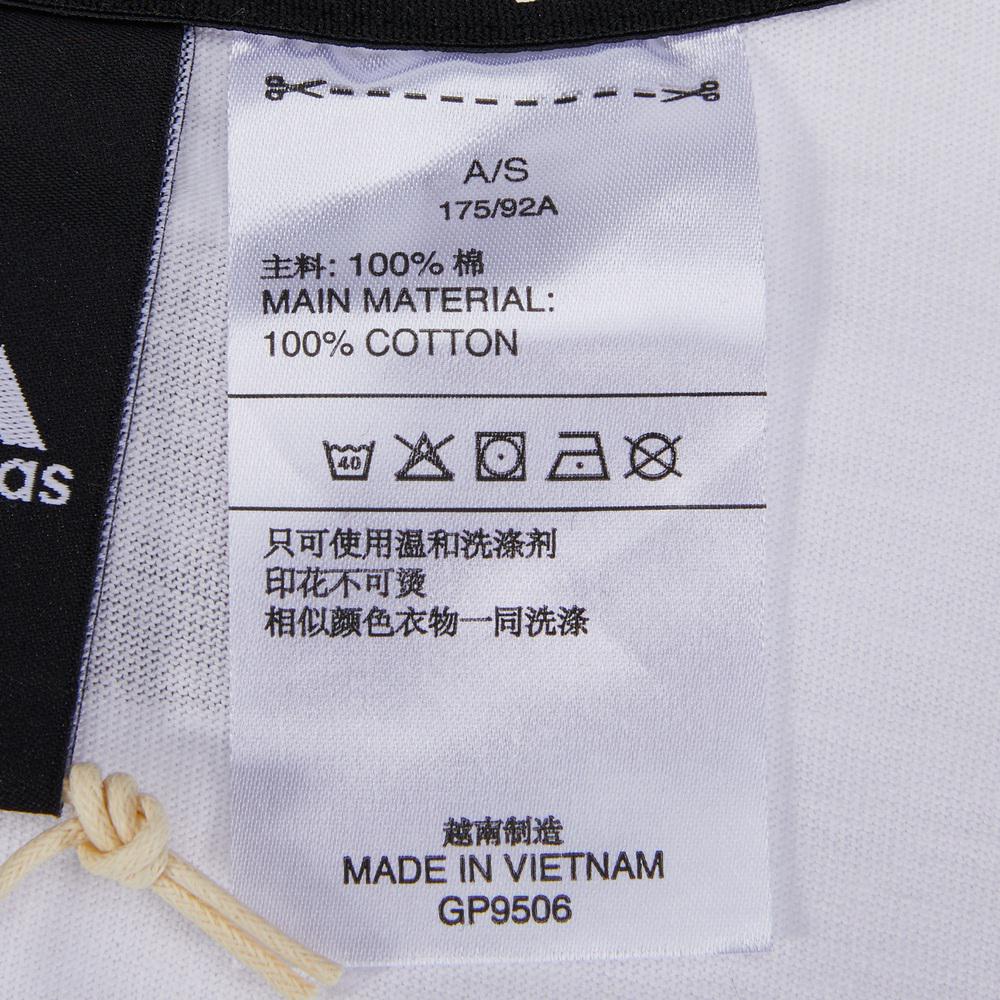 A/S
175/92A
主料: 100% 棉
MAIN MATERIAL:
100% COTTON
40
只可使用温和洗涤剂
印花不可烫
相似颜色衣物一同洗涤
as
越南制造
MADE IN VIETNAM
GP9506